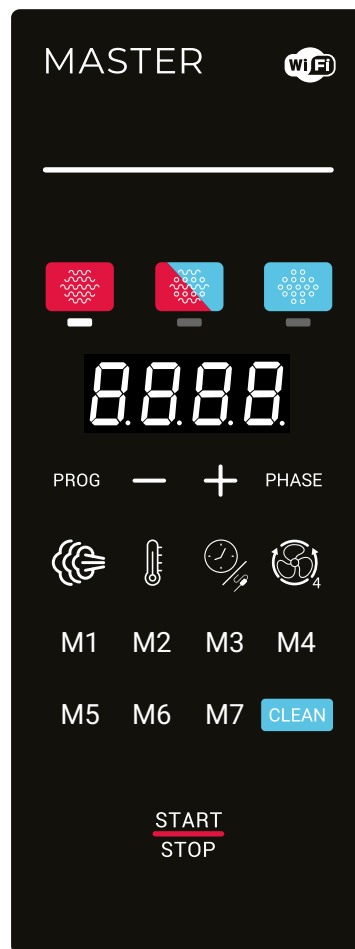 MASTER
WiFi
8.8.8.8.
PROG − + PHASE
4
M1 M2 M3 M4
M5 M6 M7 CLEAN
START
STOP